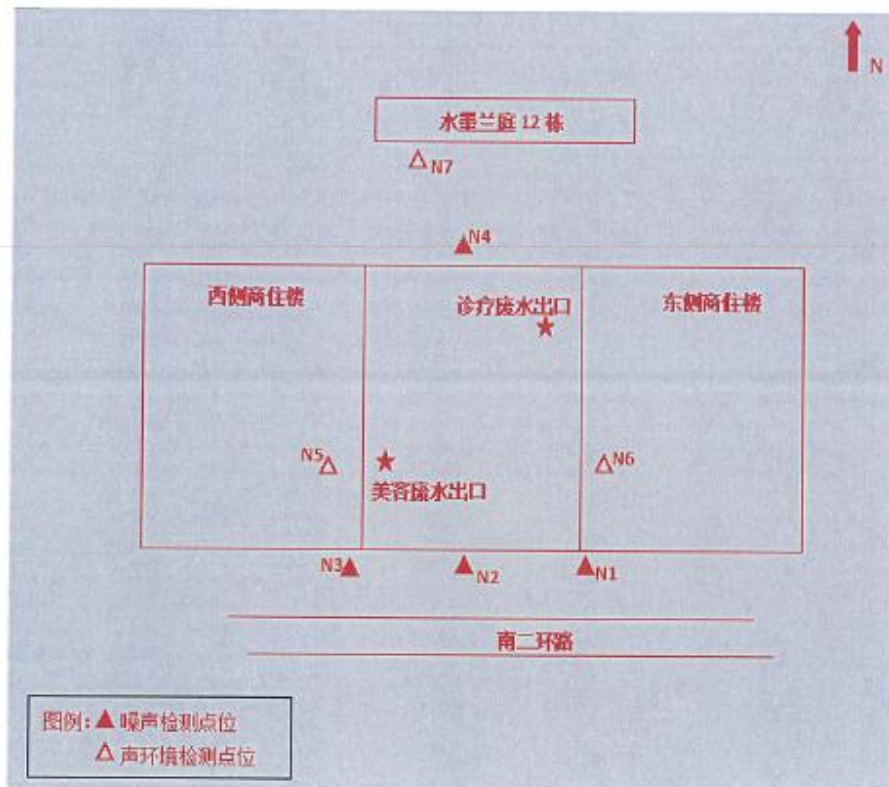 N
水墨兰庭12栋
N7
N4
西侧商住楼
诊疗废水出口
东侧商住楼
N5
N6
美容废水出口
N3
N2
N1
南二环路
图例：▲ 噪声检测点位
△ 声环境检测点位